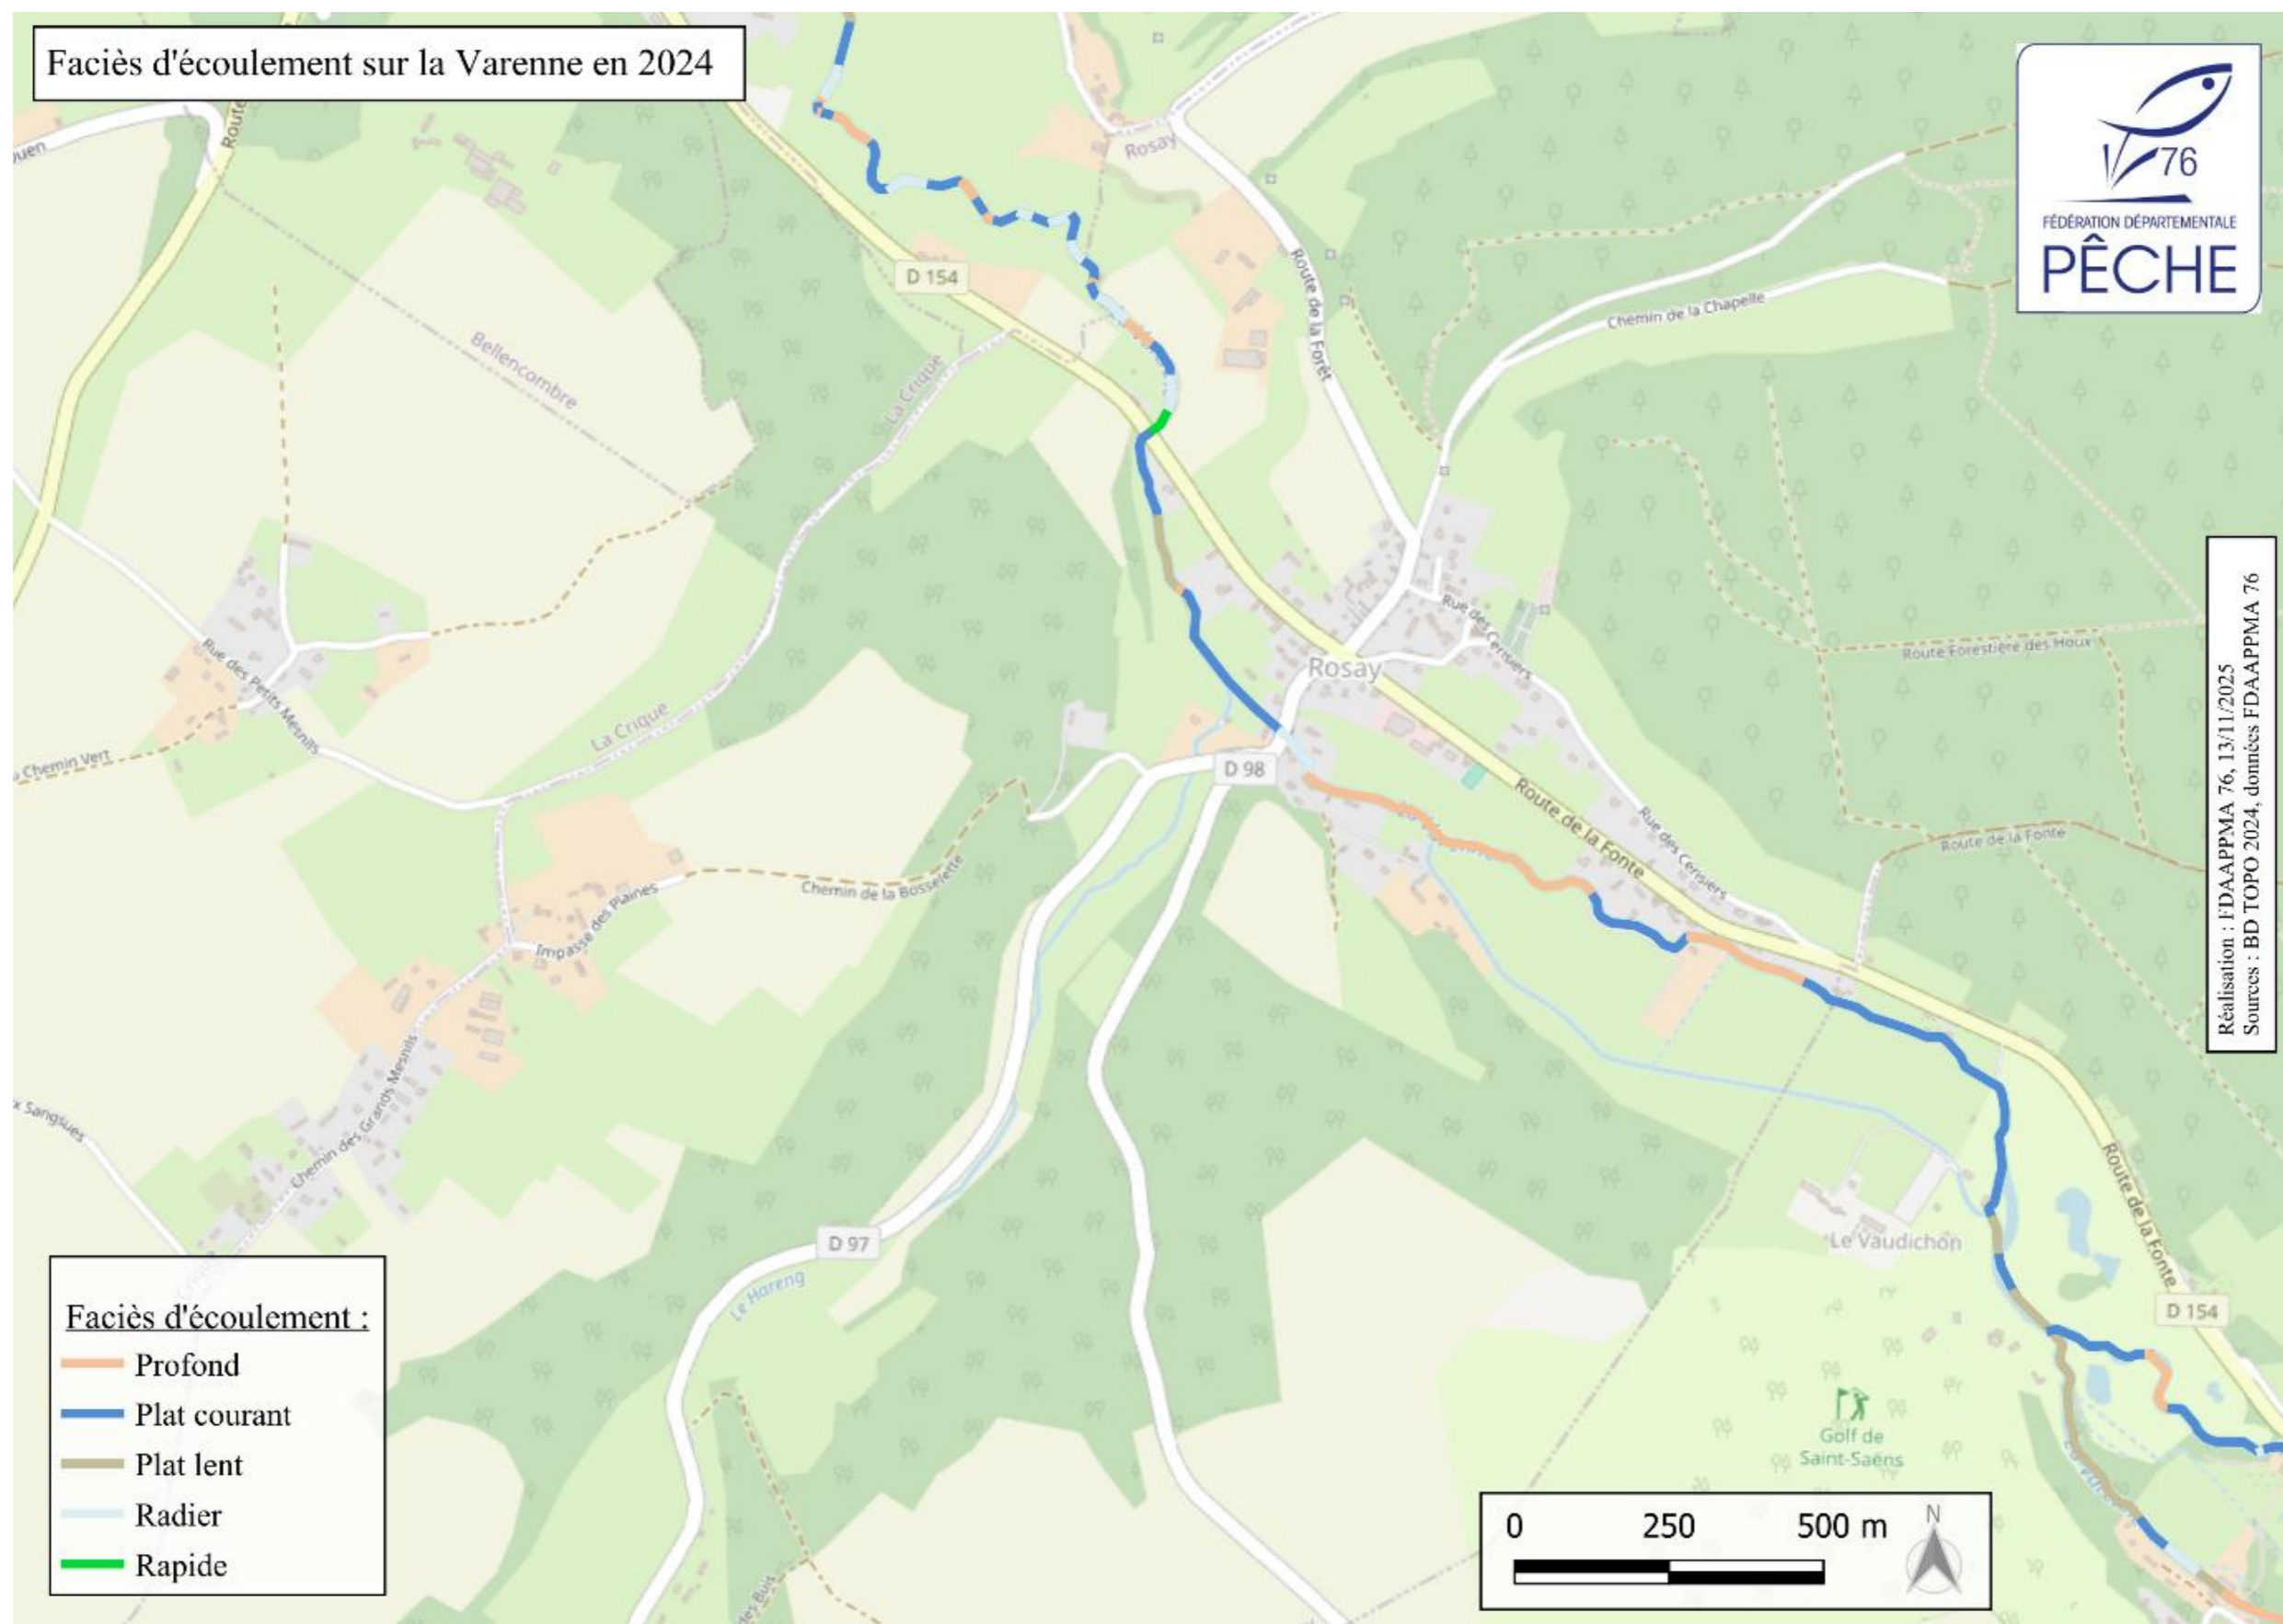 Faciès d'écoulement sur la Varenne en 2024
76
FÉDÉRATION DÉPARTEMENTALE
PÊCHE
Route
Rosay
D 154
Route de la Forêt
Chemin de la Chapelle
Bellencombre
La Crique
Rue des Cerisiers
Rosay
Route Forestière des Houx
Rue des Petits Mesnils
La Crique
Chemin Vert
D 98
Route de la Fonte
Rue des Cerisiers
Route de la Fonte
Chemin de la Bosselette
Impasse des Plaines
Chemin des Grands Mesnils
x Sangsues
D 97
Le Hareng
Le Vaudichon
Route de la Fonte
D 154
Golf de
Saint-Saëns
Réalisation : FDAAPPMA 76, 13/11/2025
Sources : BD TOPO 2024, données FDAAPPMA 76
Faciès d'écoulement :
Profond
Plat courant
Plat lent
Radier
Rapide
0 250 500 m
N